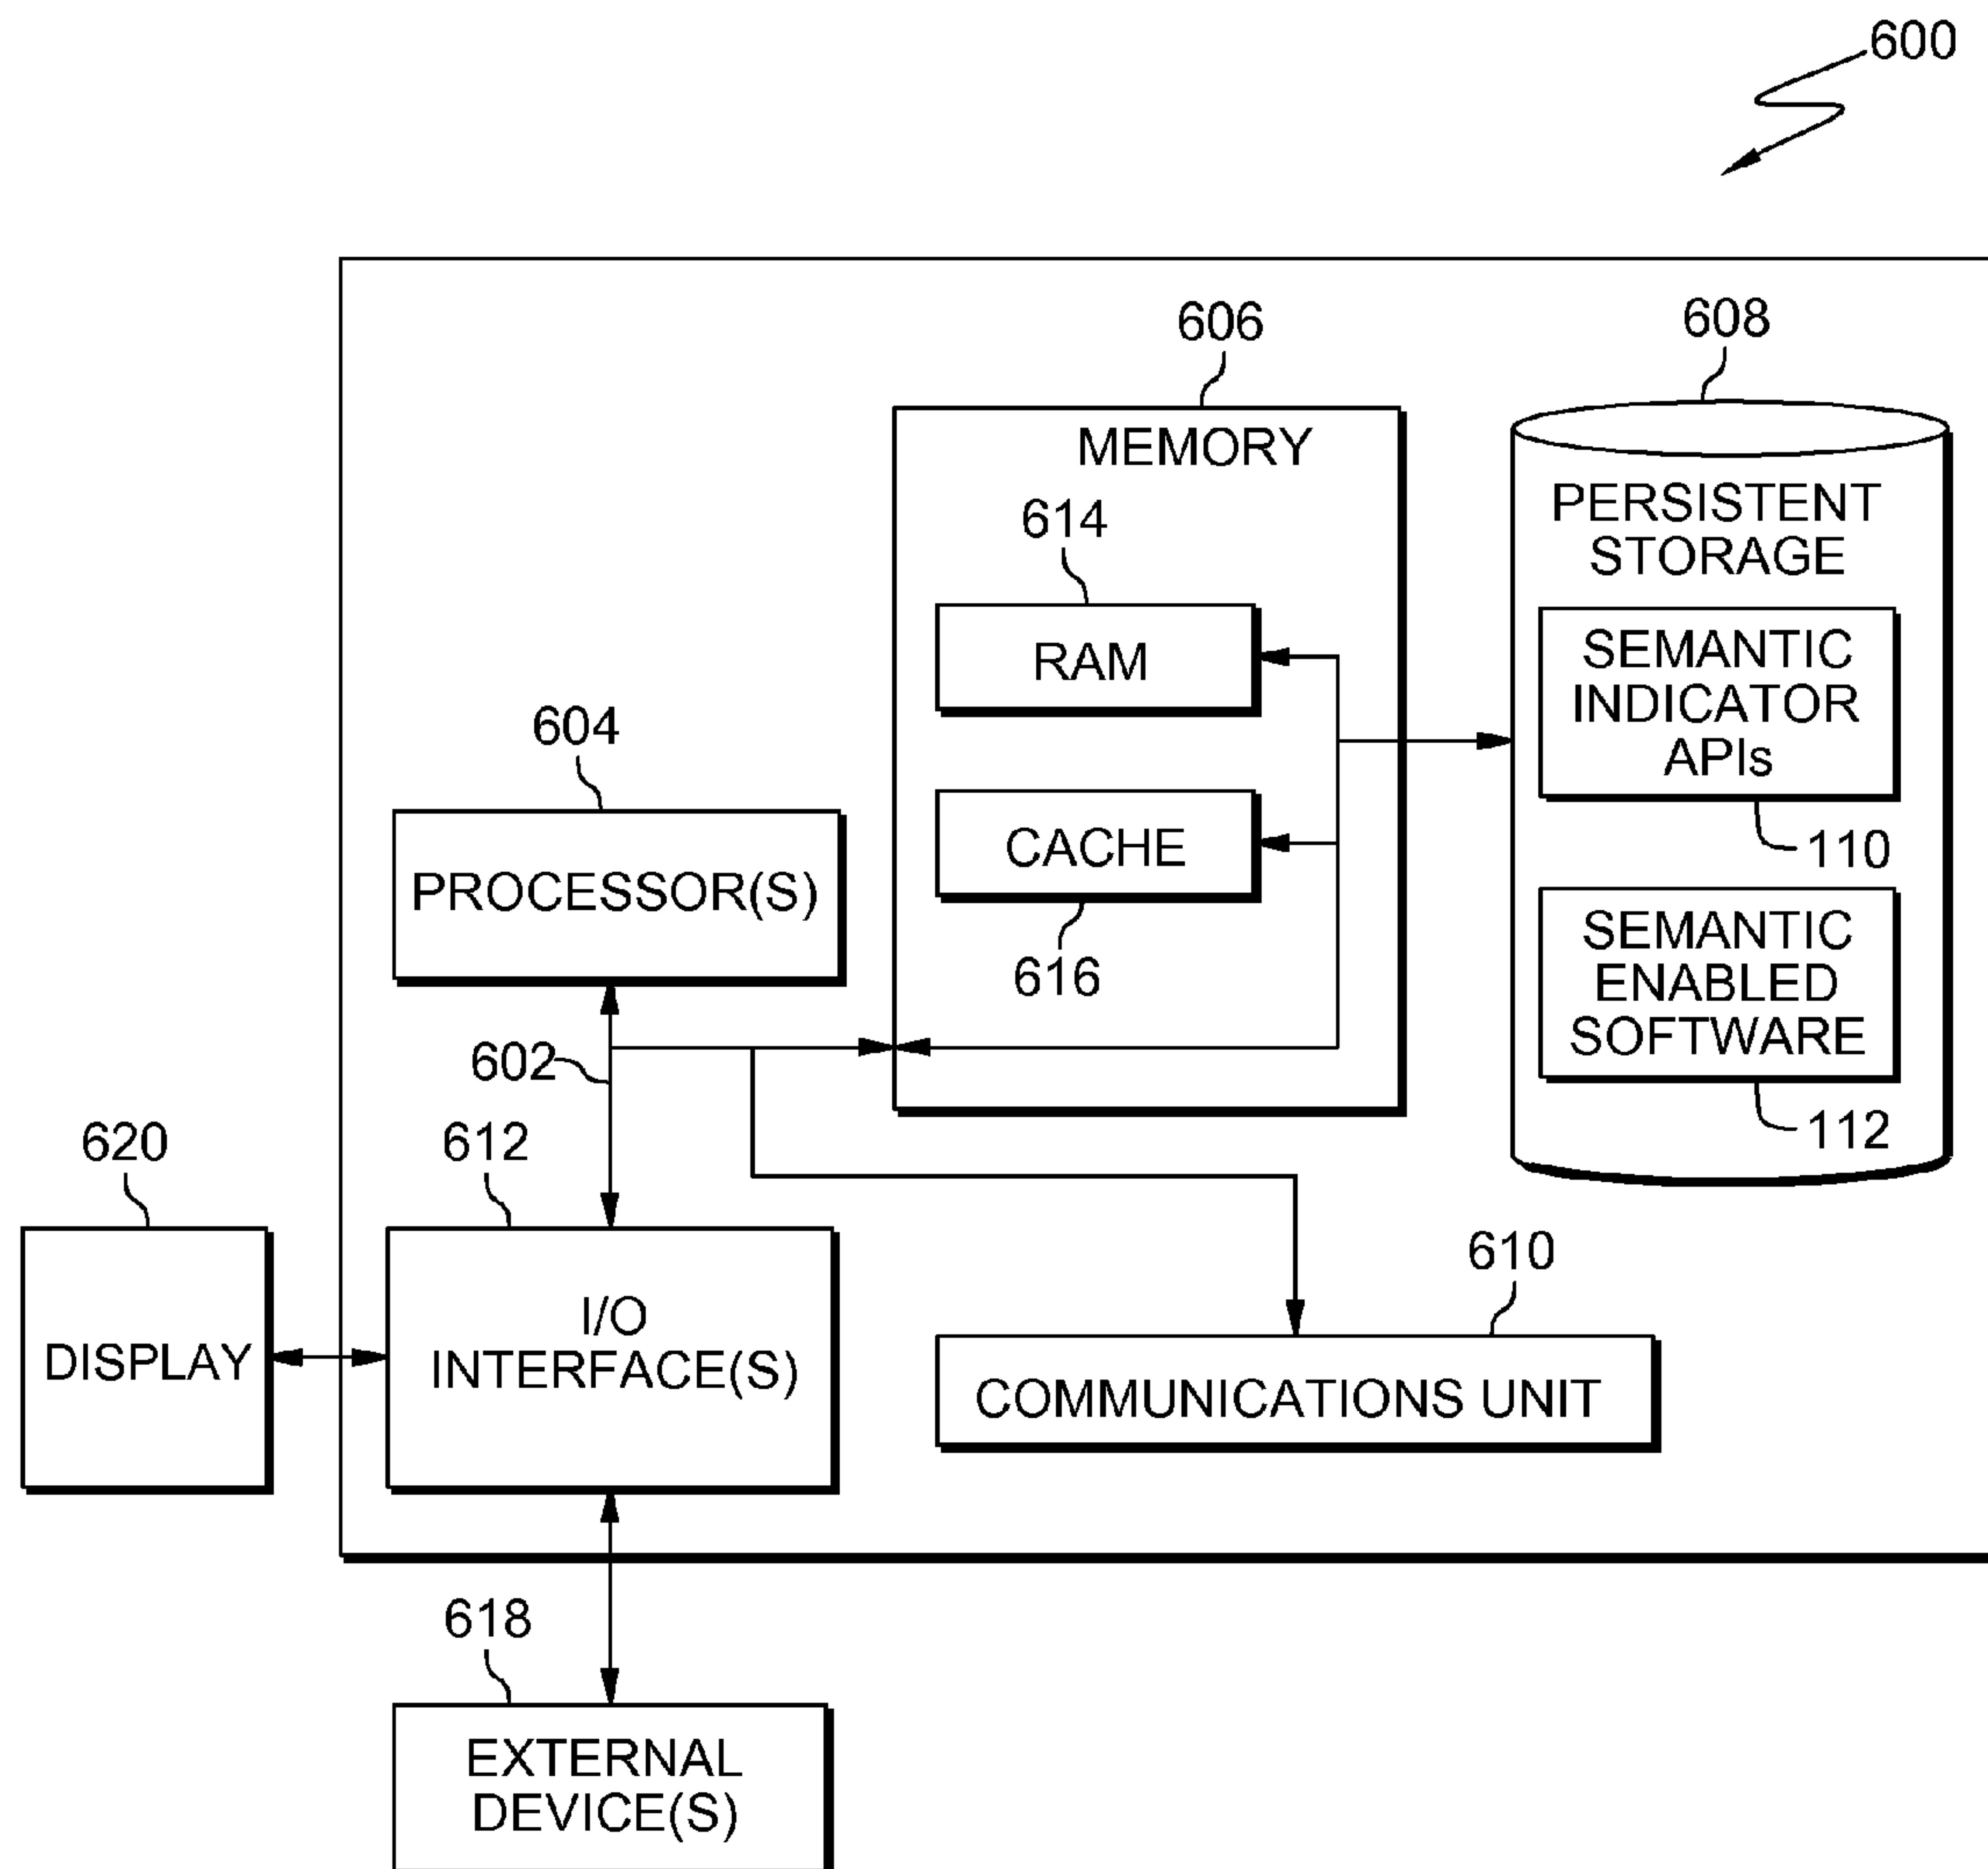 600
606
608
MEMORY
PERSISTENT
STORAGE
614
RAM
SEMANTIC
INDICATOR
APIs
604
110
CACHE
PROCESSOR(S)
616
SEMANTIC
ENABLED
SOFTWARE
602
112
620
612
610
I/O
INTERFACE(S)
DISPLAY
COMMUNICATIONS UNIT
618
EXTERNAL
DEVICE(S)